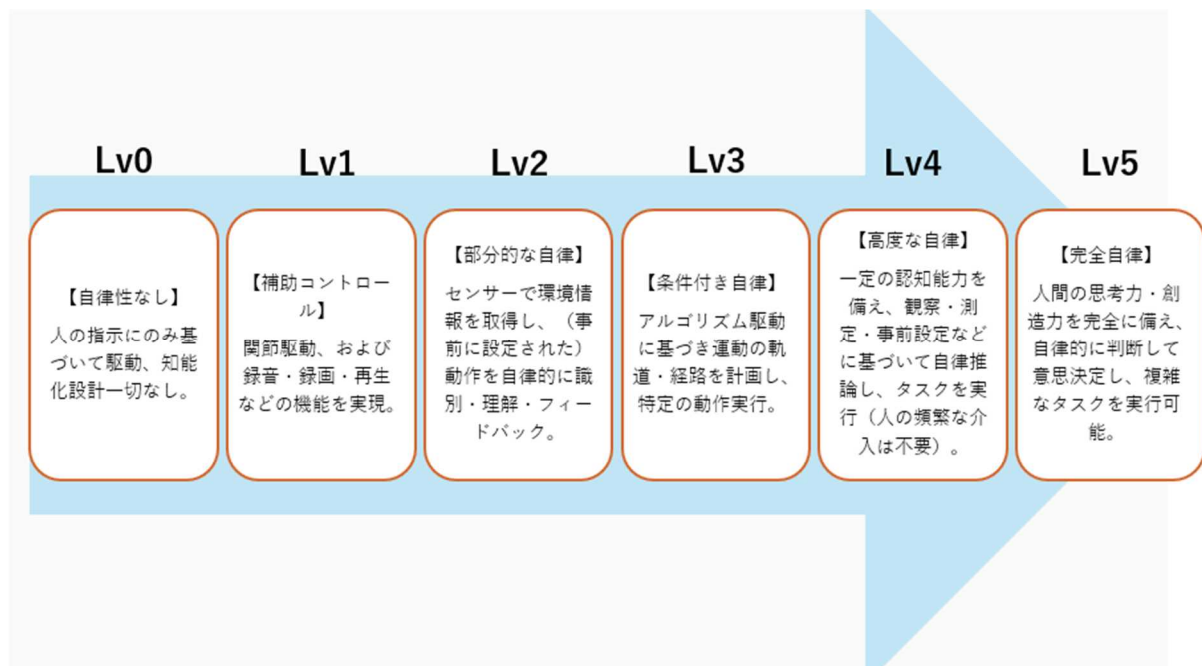 Lv0
【自律性なし】
人の指示にのみ基
づいて駆動、知能
化設計一切なし。
Lv1
【補助コントロー
ル】
関節駆動、および
録音・録画・再生
などの機能を実現。
Lv2
【部分的な自律】
センサーで環境情
報を取得し、（事
前に設定された）
動作を自律的に識
別・理解・フィー
ドバック。
Lv3
【条件付き自律】
アルゴリズム駆動
に基づき運動の軌
道・経路を計画し、
特定の動作実行。
Lv4
【高度な自律】
一定の認知能力を
備え、観察・測
定・事前設定など
に基づいて自律推
論し、タスクを実
行（人の頻繁な介
入は不要）。
Lv5
【完全自律】
人間の思考力・創
造力を完全に備え、
自律的に判断して
意思決定し、複雑
なタスクを実行可
能。